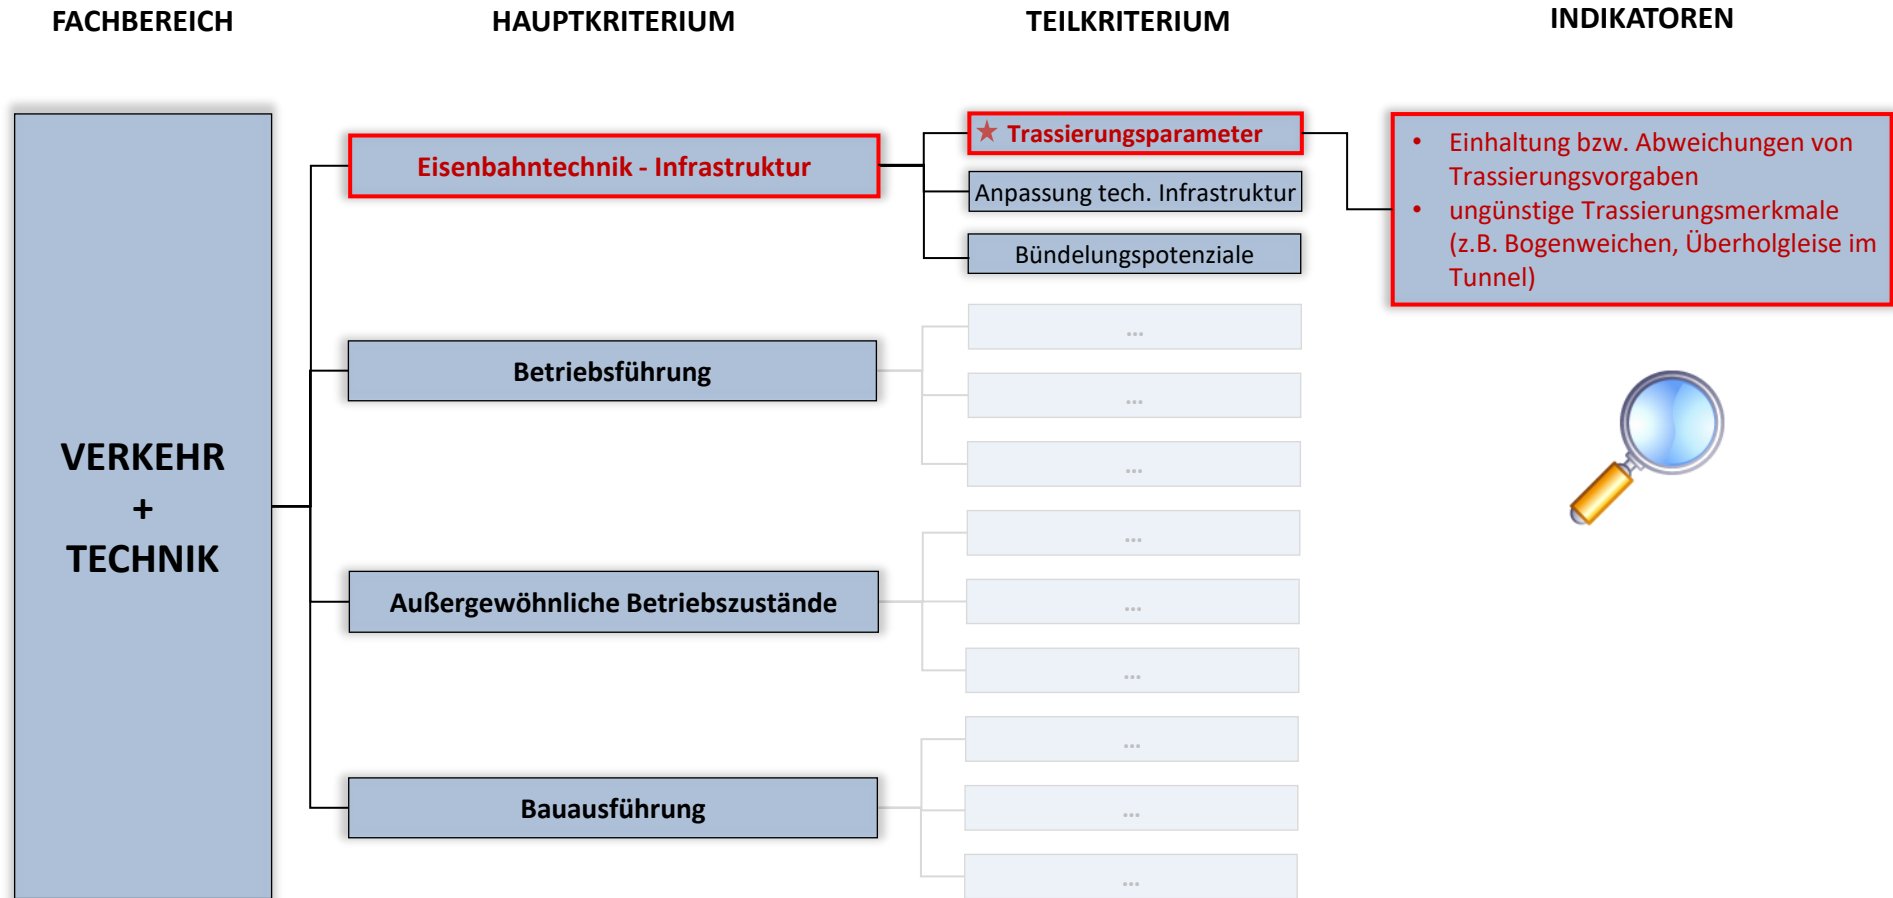 FACHBEREICH
HAUPTKRITERIUM
TEILKRITERIUM
INDIKATOREN
VERKEHR
+
TECHNIK
Eisenbahntechnik - Infrastruktur
Trassierungsparameter
Anpassung tech. Infrastruktur
Bündelungspotenziale
• Einhaltung bzw. Abweichungen von
Trassierungsvorgaben
• ungünstige Trassierungsmerkmale
(z.B. Bogenweichen, Überholgleise im
Tunnel)
Betriebsführung
...
...
...
Außergewöhnliche Betriebszustände
...
...
...
Bauausführung
...
...
...